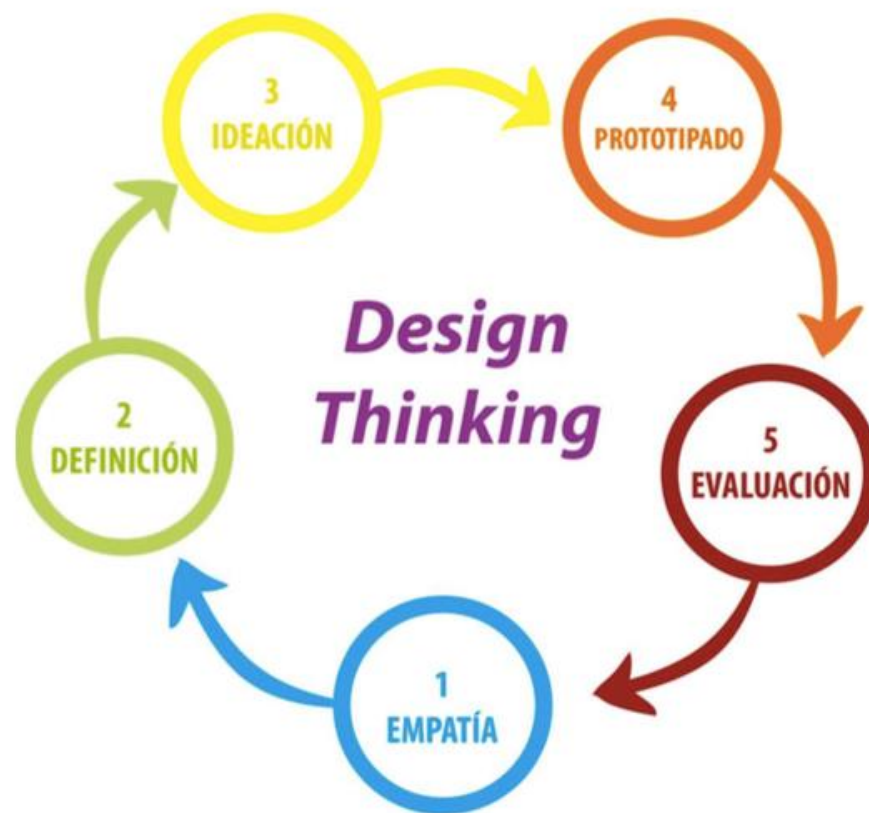 3
IDEACIÓN
4
PROTOTIPADO
Design
Thinking
2
DEFINICIÓN
5
EVALUACIÓN
1
EMPATÍA